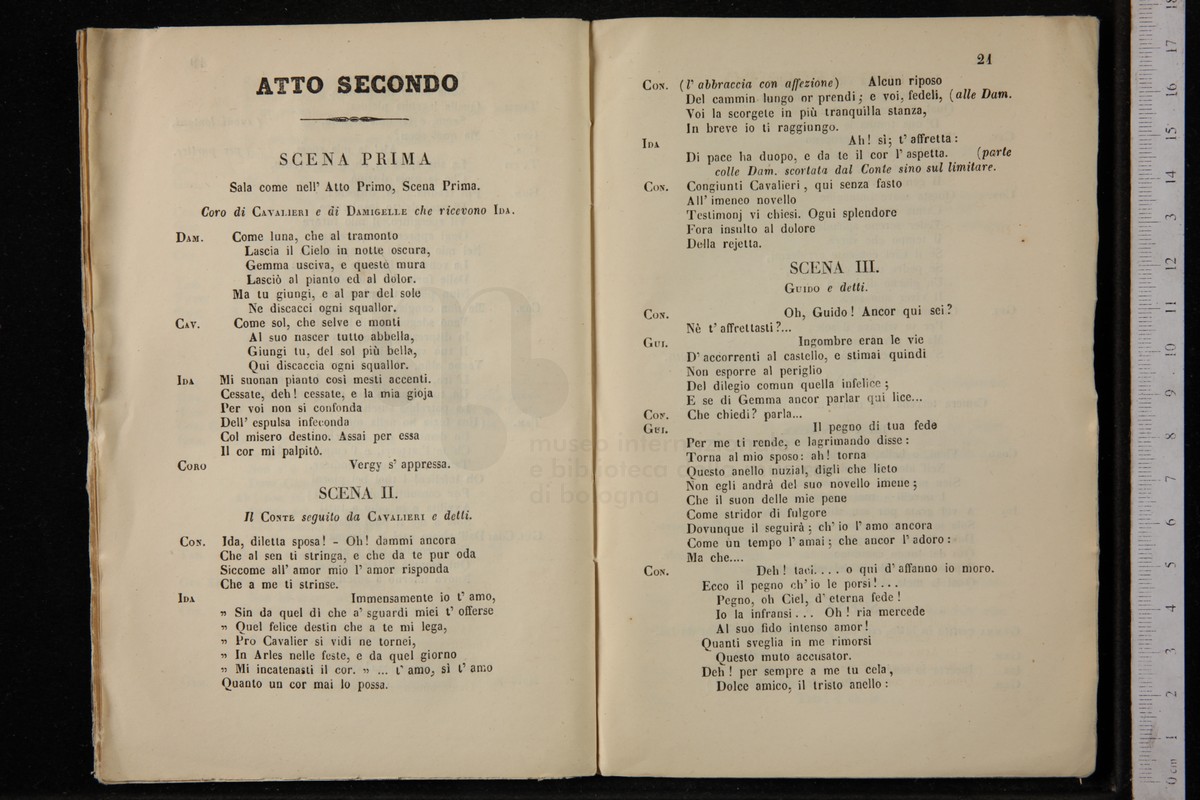 ATTO SECONDO
SCENA PRIMA
Sala come nell' Atto Primo, Scena Prima.
Coro di CAVALIERI e di DAMIGELLE che ricevono IDA.
DAM. Come luna, che al tramonto
Lascia il Cielo in notte oscura,
Gemma usciva, e queste mura
Lasciò al pianto ed al dolor.
Ma tu giungi, e al par del sole
Ne discacci ogni squallor.
CAV. Come sol, che selve e monti
Al suo nascer tutto abbella,
Giungi tu, del sol più bella,
Qui discaccia ogni squallor.
IDA Mi suonan pianto così mesti accenti.
Cessate, deh! cessate, e la mia gioja
Per voi non si confonda
Dell' espulsa infeconda
Col misero destino. Assai per essa
Il cor mi palpitò.
CORO Vergy s' appressa.
SCENA II.
Il CONTE seguito da CAVALIERI e detti.
CON. Ida, diletta sposa! - Oh! dammi ancora
Che al sen ti stringa, e che da te pur oda
Siccome all' amor mio l' amor risponda
Che a me ti strinse.
IDA Immensamente io t' amo,
» Sin da quel dì che a' sguardi miei t' offerse
» Quel felice destin che a te mi lega,
» Pro Cavalier si vidi ne tornei,
» In Arles nelle feste, e da quel giorno
» Mi incatenasti il cor. » ... t' amo, sì t' amo
Quanto un cor mai lo possa.
21
CON. (l' abbraccia con affezione) Alcun riposo
Del cammin lungo or prendi; e voi, fedeli, (alle Dam.
Voi la scorgete in più tranquilla stanza,
In breve io ti raggiungo.
IDA Ah! sì; t' affretta:
Di pace ha duopo, e da te il cor l' aspetta. (parte
colle Dam. scortata dal Conte sino sul limitare.
CON. Congiunti Cavalieri, qui senza fasto
All' imeneo novello
Testimonj vi chiesi. Ogni splendore
Fora insulto al dolore
Della rejetta.
SCENA III.
GUIDO e detti.
CON. Oh, Guido! Ancor qui sei?
Nè t' affrettasti?...
GUI. Ingombre eran le vie
D' accorrenti al castello, e stimai quindi
Non esporre al periglio
Del dilegio comun quella infelice;
E se di Gemma ancor parlar qui lice...
CON. Che chiedi? parla...
GUI. Il pegno di tua fede
Per me ti rende, e lagrimando disse:
Torna al mio sposo: ah! torna
Questo anello nuzial, digli che lieto
Non egli andrà del suo novello imene;
Che il suon delle mie pene
Come stridor di fulgore
Dovunque il seguirà; ch' io l' amo ancora
Come un tempo l' amai; che ancor l' adoro:
Ma che....
CON. Deh! taci.... o qui d' affanno io moro.
Ecco il pegno ch' io le porsi!...
Pegno, oh Ciel, d' eterna fede!
Io la infransi... Oh! ria mercede
Al suo fido intenso amor!
Quanti sveglia in me rimorsi
Questo muto accusator.
Deh! per sempre a me tu cela,
Dolce amico, il tristo anello: